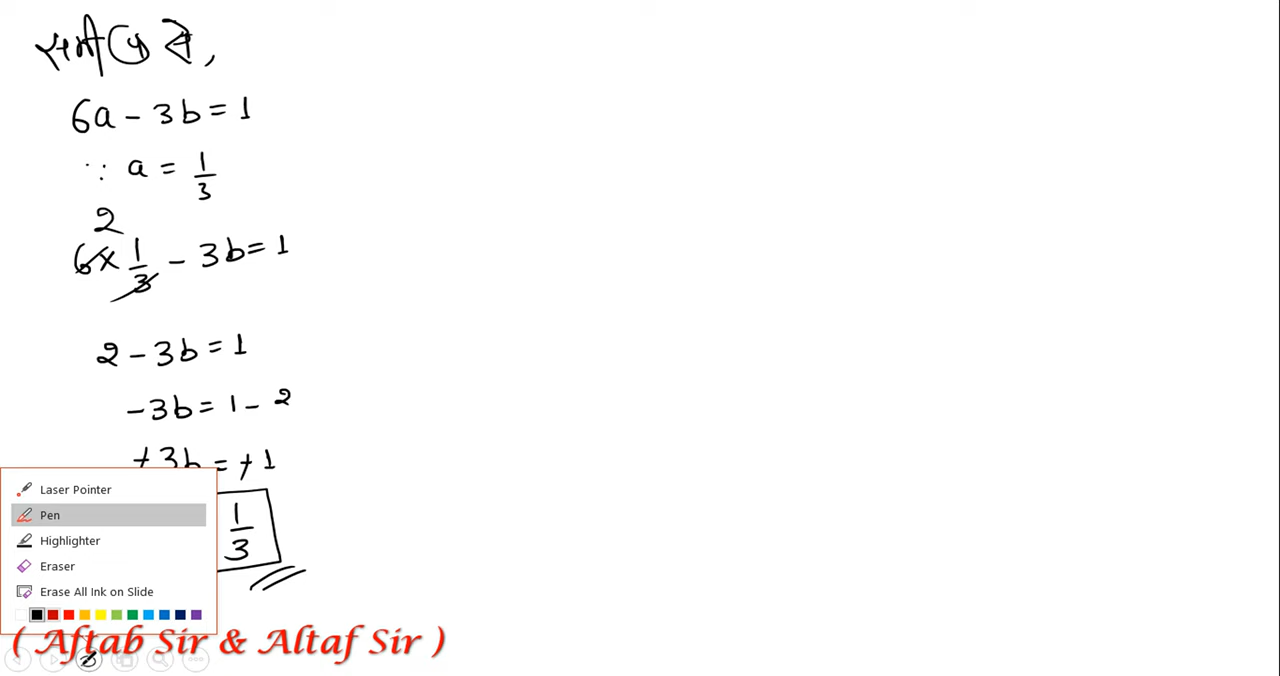 समी① से,
6a - 3b = 1
∵ a = 1/3
2
6 × 1/3 - 3b = 1
2 - 3b = 1
-3b = 1 - 2
+3b = +1
1/3
Laser Pointer
Pen
Highlighter
Eraser
Erase All Ink on Slide
( Aftab Sir & Altaf Sir )